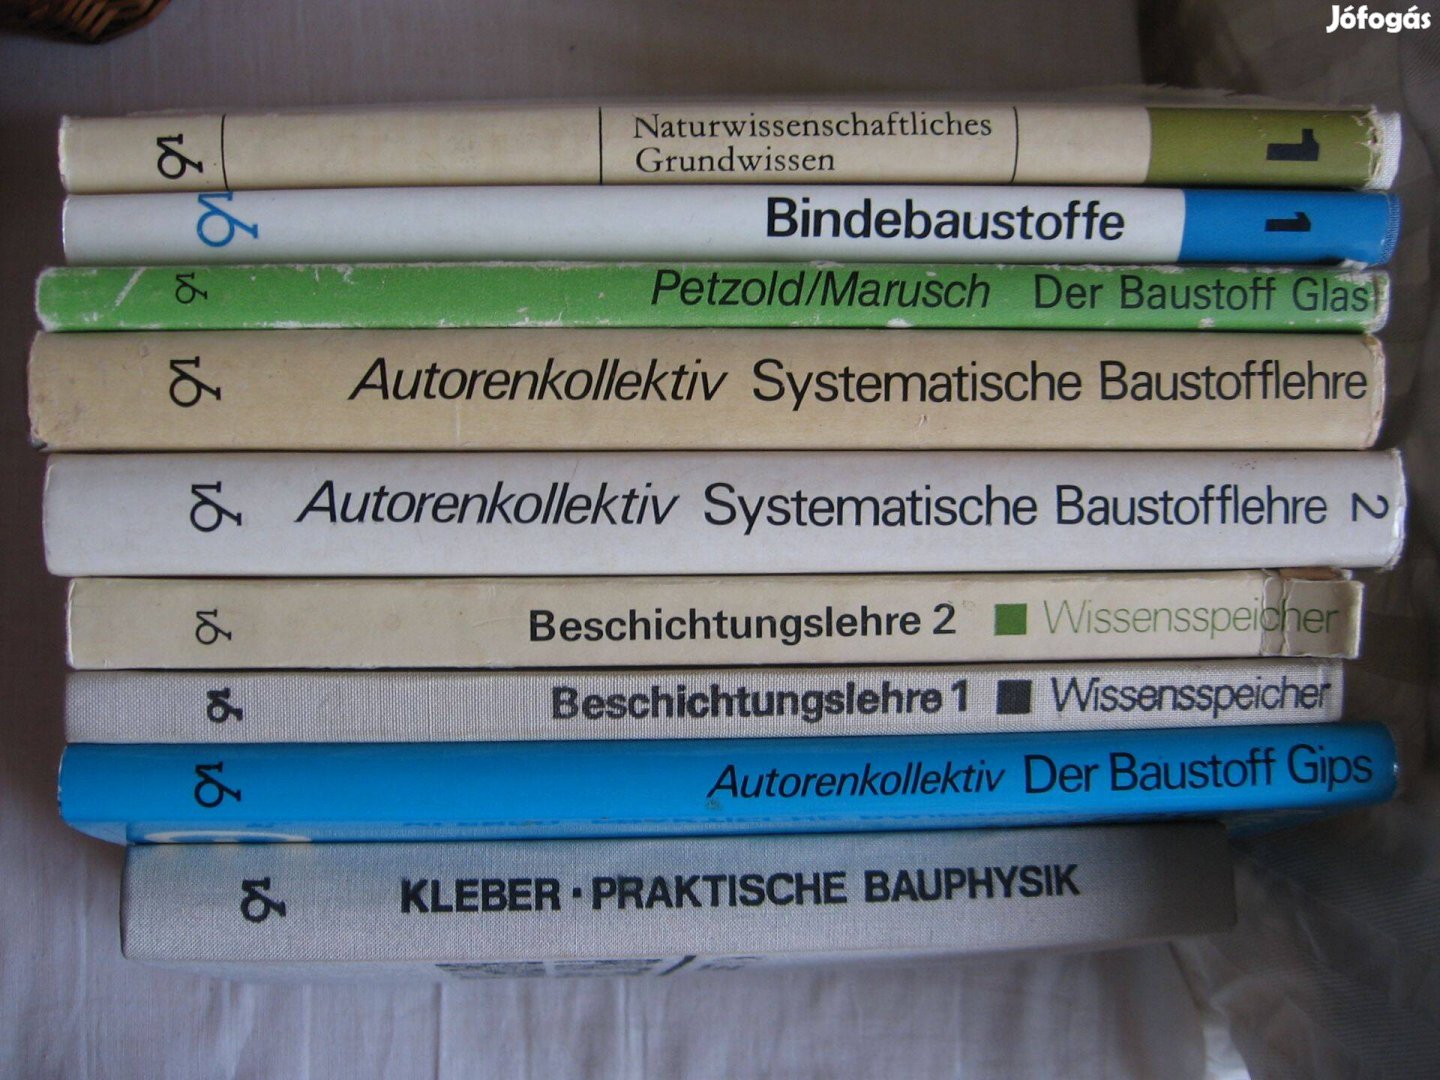 Jófogás
Naturwissenschaftliches
Grundwissen
1
Bindebaustoffe 1
Petzold/Marusch Der Baustoff Glas
Autorenkollektiv Systematische Baustofflehre
Autorenkollektiv Systematische Baustofflehre 2
Beschichtungslehre 2 Wissensspeicher
Beschichtungslehre 1 Wissensspeicher
Autorenkollektiv Der Baustoff Gips
KLEBER · PRAKTISCHE BAUPHYSIK